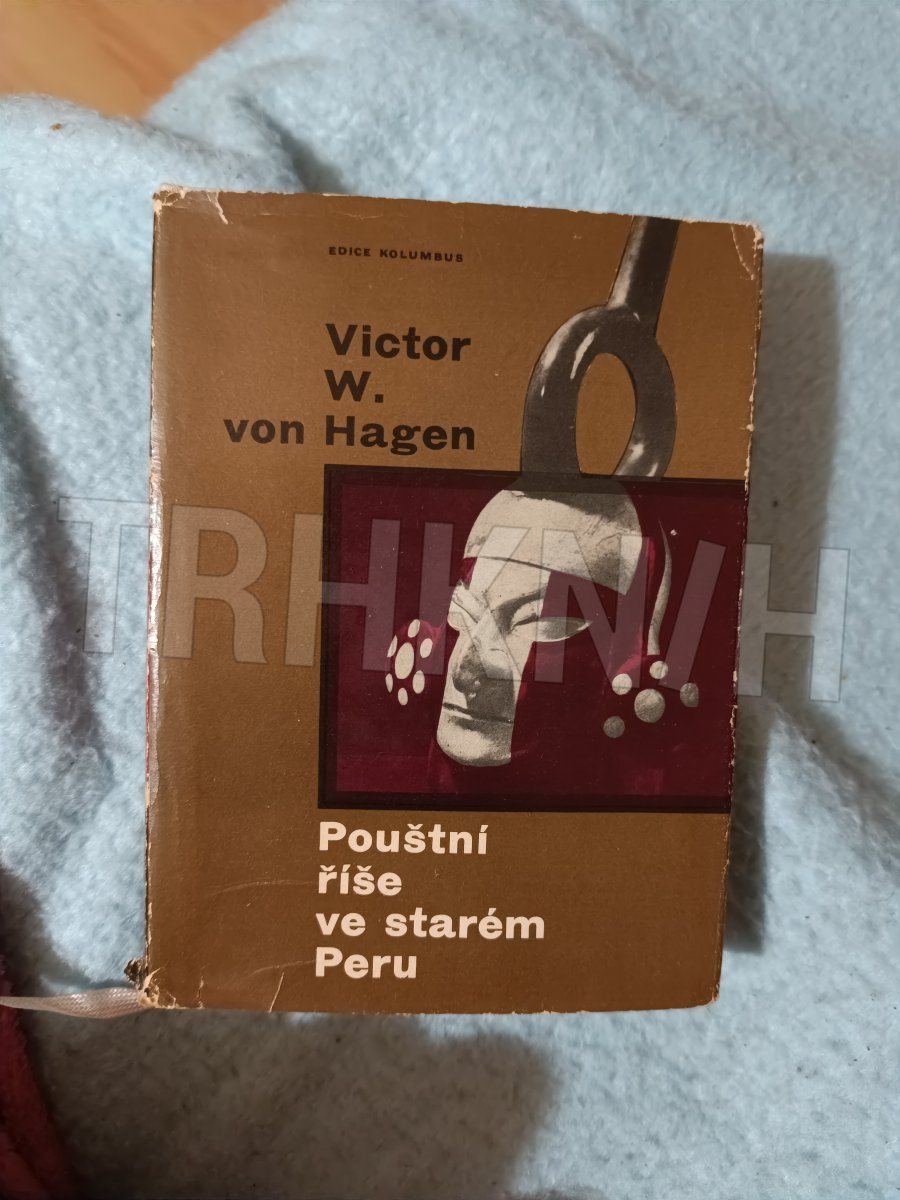 EDICE KOLUMBUS
Victor
W.
von Hagen
TRHKNIH
Pouštní
říše
ve starém
Peru